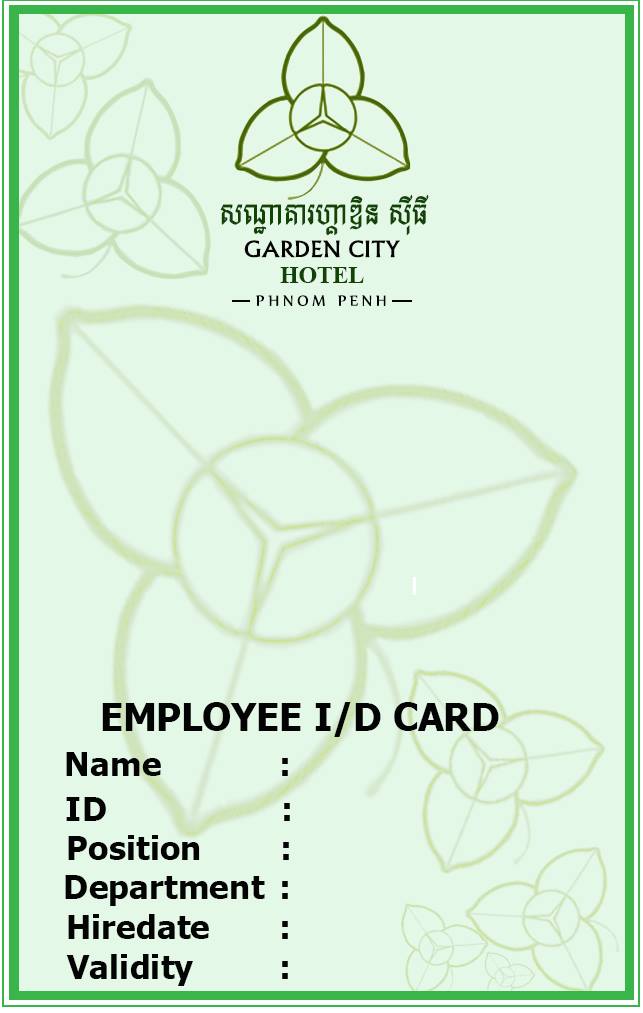 សណ្ឋាគារហ្គាឌិន ស៊ីធី
GARDEN CITY
HOTEL
PHNOM PENH
EMPLOYEE I/D CARD
Name :
ID :
Position :
Department :
Hiredate :
Validity :